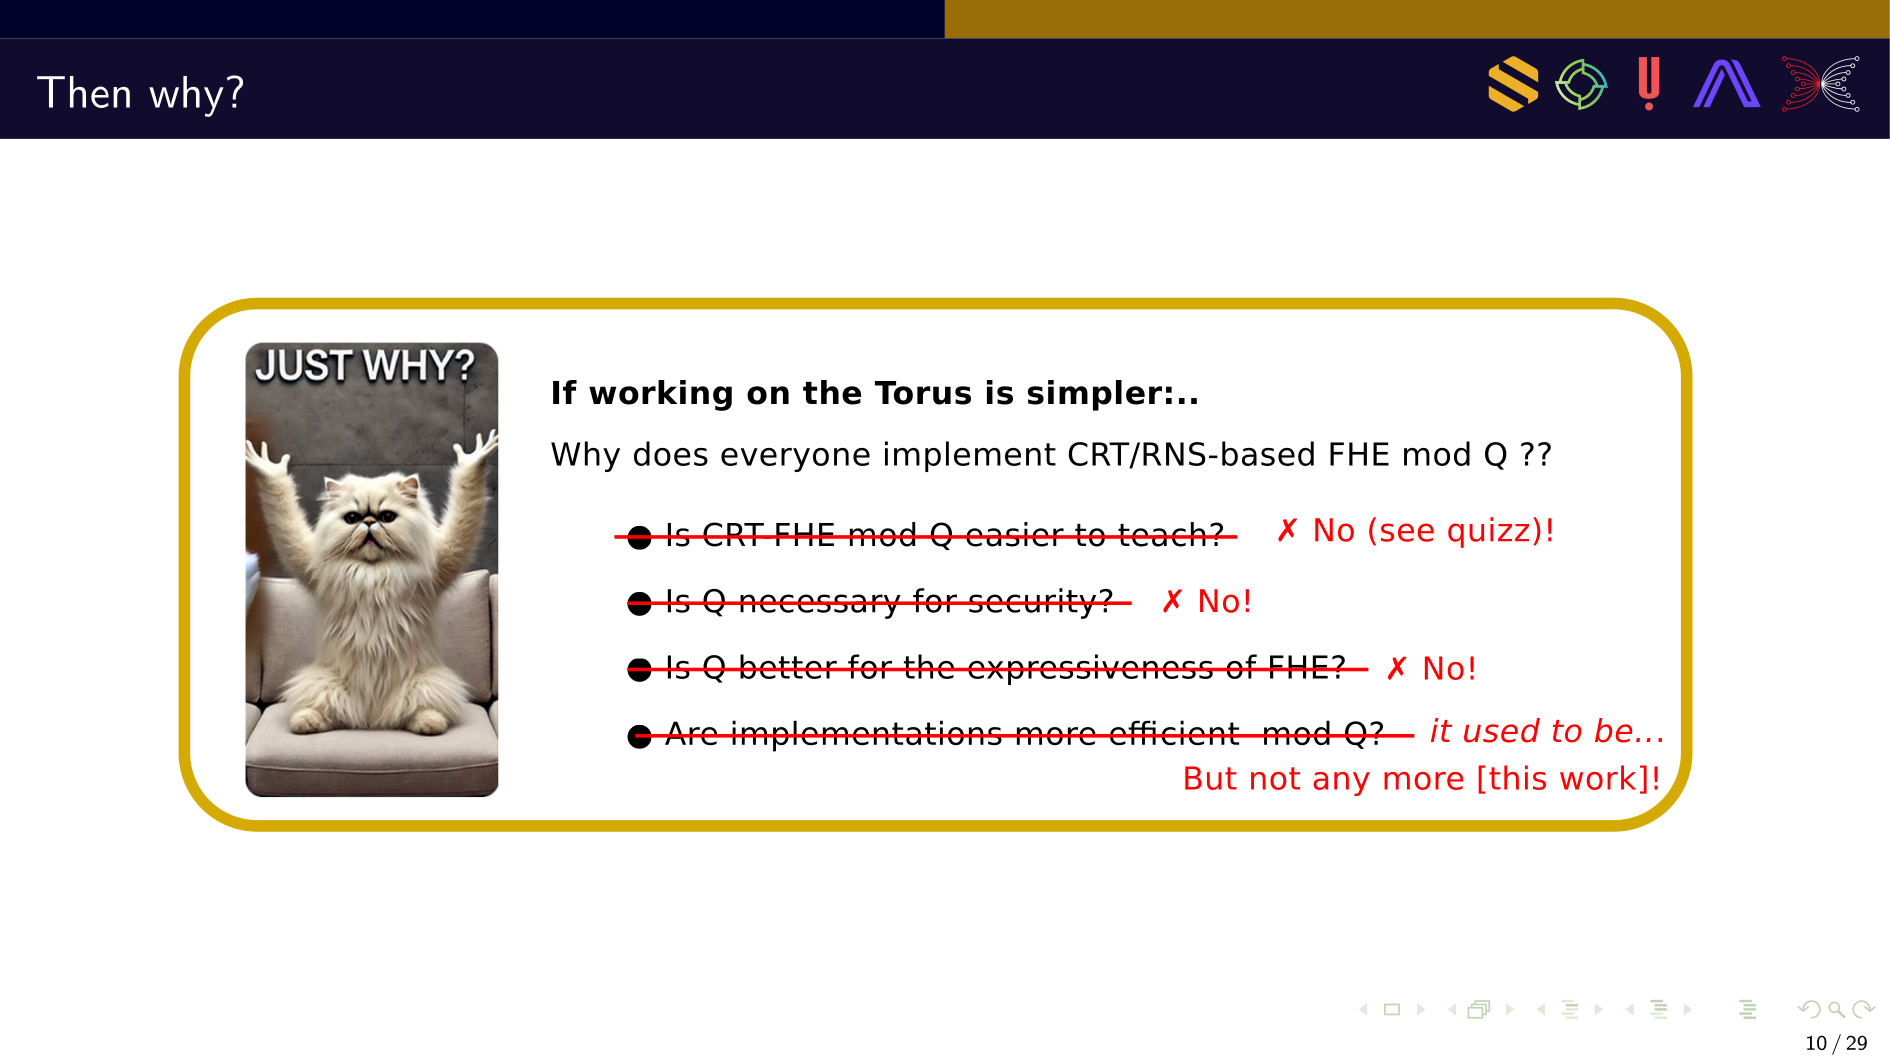 Then why?
JUST WHY?
If working on the Torus is simpler:..
Why does everyone implement CRT/RNS-based FHE mod Q ??
● Is CRT-FHE mod Q easier to teach? ✗ No (see quizz)!
● Is Q necessary for security? ✗ No!
● Is Q better for the expressiveness of FHE? ✗ No!
● Are implementations more efficient mod Q? it used to be...
But not any more [this work]!
10 / 29